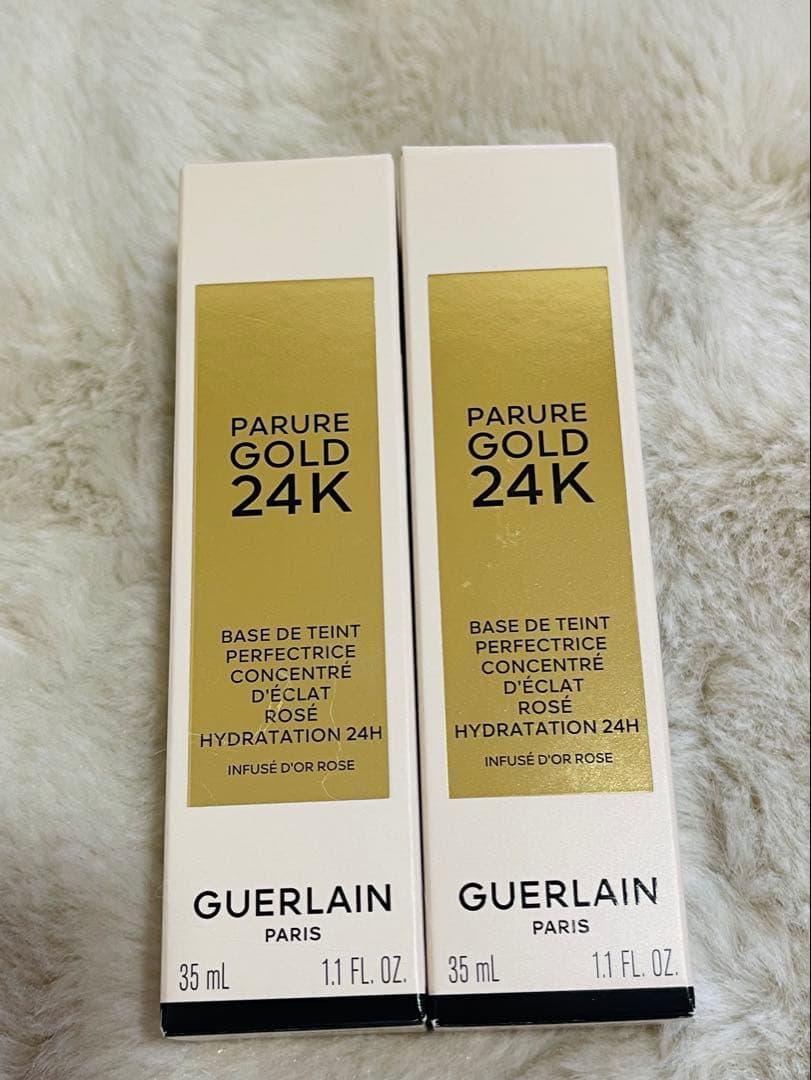 PARURE
GOLD
24K
BASE DE TEINT
PERFECTRICE
CONCENTRÉ
D'ÉCLAT
ROSÉ
HYDRATATION 24H
INFUSÉ D'OR ROSE
GUERLAIN
PARIS
35 mL 1.1 FL. OZ.
PARURE
GOLD
24K
BASE DE TEINT
PERFECTRICE
CONCENTRÉ
D'ÉCLAT
ROSÉ
HYDRATATION 24H
INFUSÉ D'OR ROSE
GUERLAIN
PARIS
35 mL 1.1 FL. OZ.